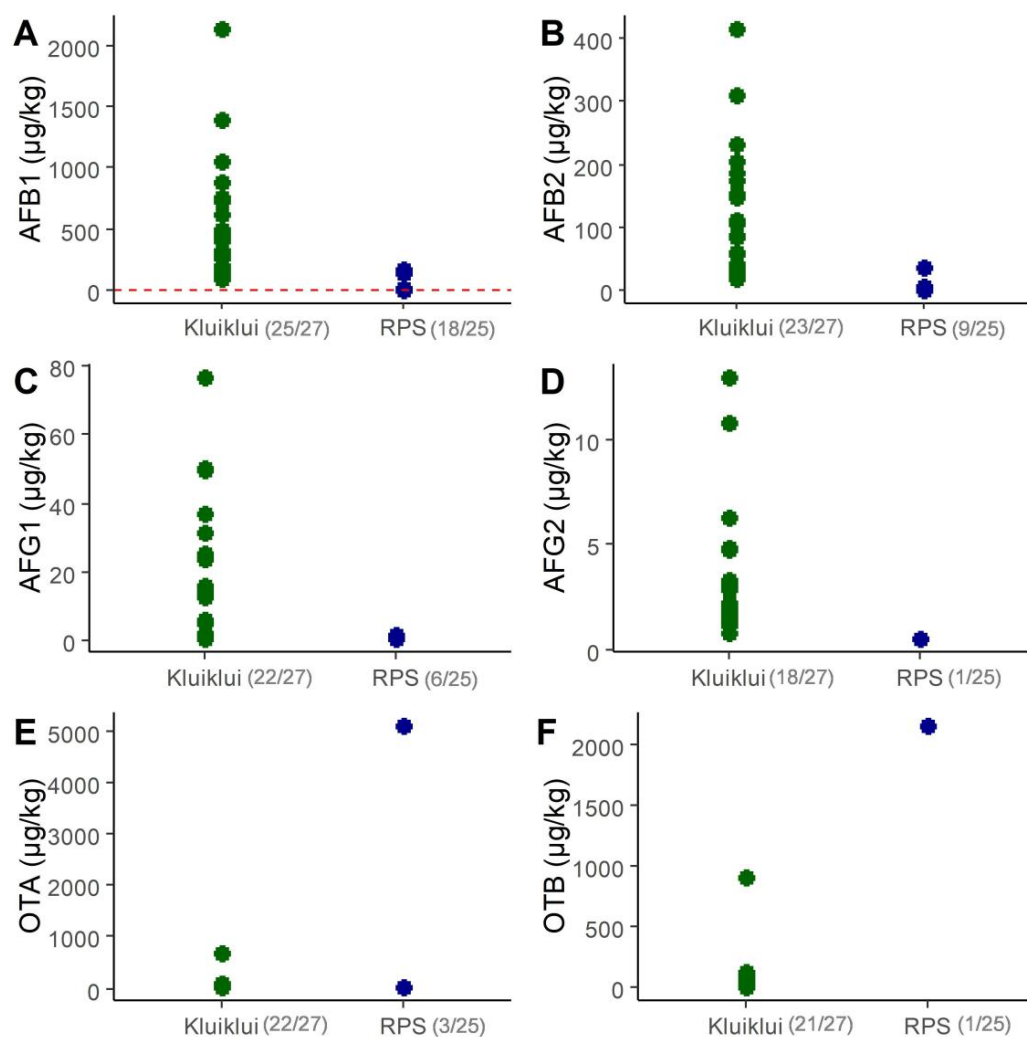 A
AFB1 (µg/kg)
2000
1500
1000
500
0
Kluiklui (25/27) RPS (18/25)
B
AFB2 (µg/kg)
400
300
200
100
0
Kluiklui (23/27) RPS (9/25)
C
AFG1 (µg/kg)
80
60
40
20
0
Kluiklui (22/27) RPS (6/25)
D
AFG2 (µg/kg)
10
5
0
Kluiklui (18/27) RPS (1/25)
E
OTA (µg/kg)
5000
4000
3000
2000
1000
0
Kluiklui (22/27) RPS (3/25)
F
OTB (µg/kg)
2000
1500
1000
500
0
Kluiklui (21/27) RPS (1/25)